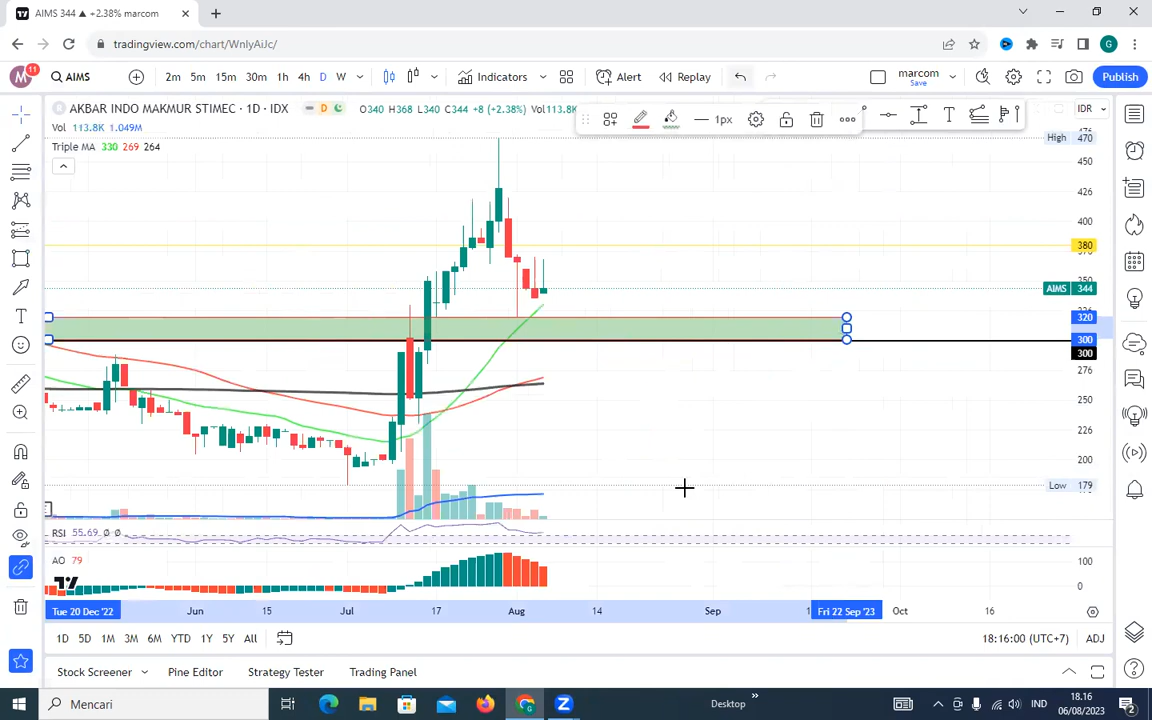 AIMS 344 ▲ +2.38% marcom
tradingview.com/chart/WnlyAiJc/
G
M
11
AIMS
2m 5m 15m 30m 1h 4h D W
Indicators
Alert
Replay
marcom
Save
Publish
AKBAR INDO MAKMUR STIMEC · 1D · IDX
D
O340 H368 L340 C344 +8 (+2.38%) Vol113.8K
1px
IDR
Vol 113.8K 1.049M
Triple MA 330 269 264
High 470
450
426
400
380
AIMS 344
320
300
300
276
250
226
200
Low 179
RSI 55.69 Ø Ø
AO 79
100
0
Tue 20 Dec '22
Jun
15
Jul
17
Aug
14
Sep
Fri 22 Sep '23
Oct
16
1D 5D 1M 3M 6M YTD 1Y 5Y All
18:16:00 (UTC+7)
ADJ
Stock Screener
Pine Editor
Strategy Tester
Trading Panel
Mencari
Desktop
IND
18.16
06/08/2023
2